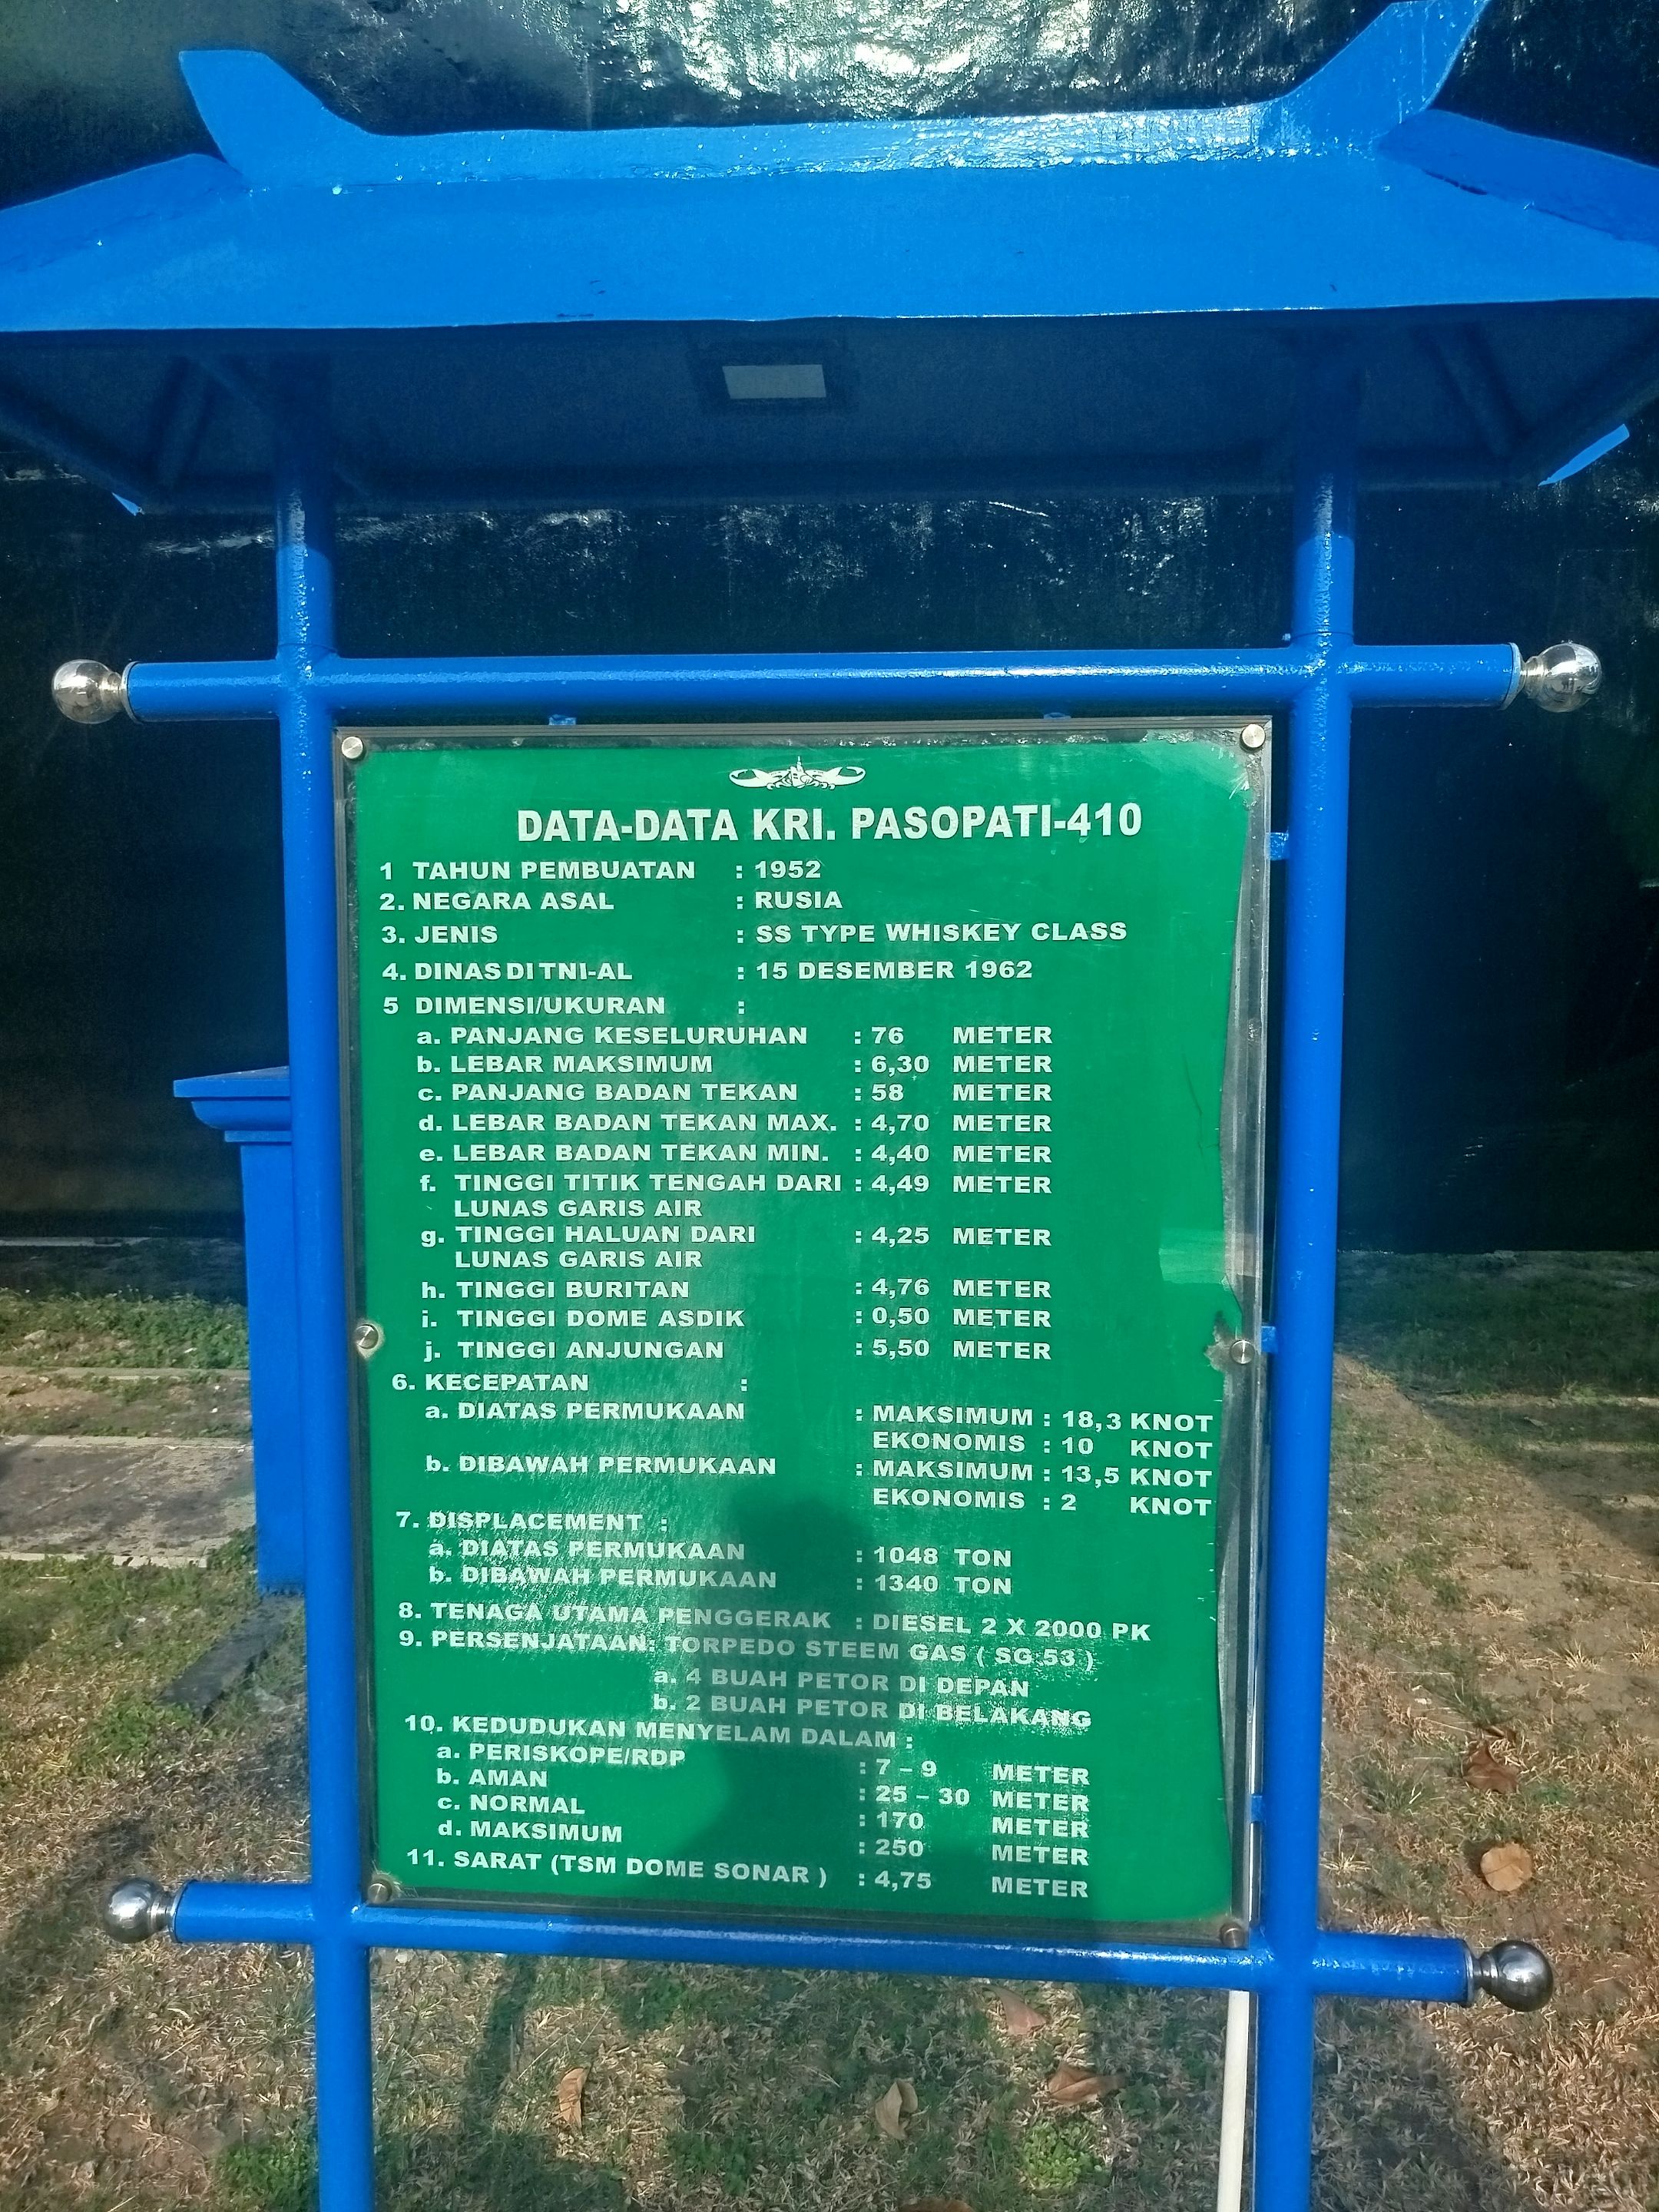 DATA-DATA KRI. PASOPATI-410
1 TAHUN PEMBUATAN : 1952
2. NEGARA ASAL : RUSIA
3. JENIS : SS TYPE WHISKEY CLASS
4. DINAS DI TNI-AL : 15 DESEMBER 1962
5 DIMENSI/UKURAN :
a. PANJANG KESELURUHAN : 76 METER
b. LEBAR MAKSIMUM : 6,30 METER
c. PANJANG BADAN TEKAN : 58 METER
d. LEBAR BADAN TEKAN MAX. : 4,70 METER
e. LEBAR BADAN TEKAN MIN. : 4,40 METER
f. TINGGI TITIK TENGAH DARI : 4,49 METER
LUNAS GARIS AIR
g. TINGGI HALUAN DARI : 4,25 METER
LUNAS GARIS AIR
h. TINGGI BURITAN : 4,76 METER
i. TINGGI DOME ASDIK : 0,50 METER
j. TINGGI ANJUNGAN : 5,50 METER
6. KECEPATAN :
a. DIATAS PERMUKAAN : MAKSIMUM : 18,3 KNOT
EKONOMIS : 10 KNOT
b. DIBAWAH PERMUKAAN : MAKSIMUM : 13,5 KNOT
EKONOMIS : 2 KNOT
7. DISPLACEMENT :
a. DIATAS PERMUKAAN : 1048 TON
b. DIBAWAH PERMUKAAN : 1340 TON
8. TENAGA UTAMA PENGGERAK : DIESEL 2 X 2000 PK
9. PERSENJATAAN: TORPEDO STEEM GAS ( SG 53 )
a. 4 BUAH PETOR DI DEPAN
b. 2 BUAH PETOR DI BELAKANG
10. KEDUDUKAN MENYELAM DALAM :
a. PERISKOPE/RDP : 7 – 9 METER
b. AMAN : 25 – 30 METER
c. NORMAL : 170 METER
d. MAKSIMUM : 250 METER
11. SARAT (TSM DOME SONAR ) : 4,75 METER